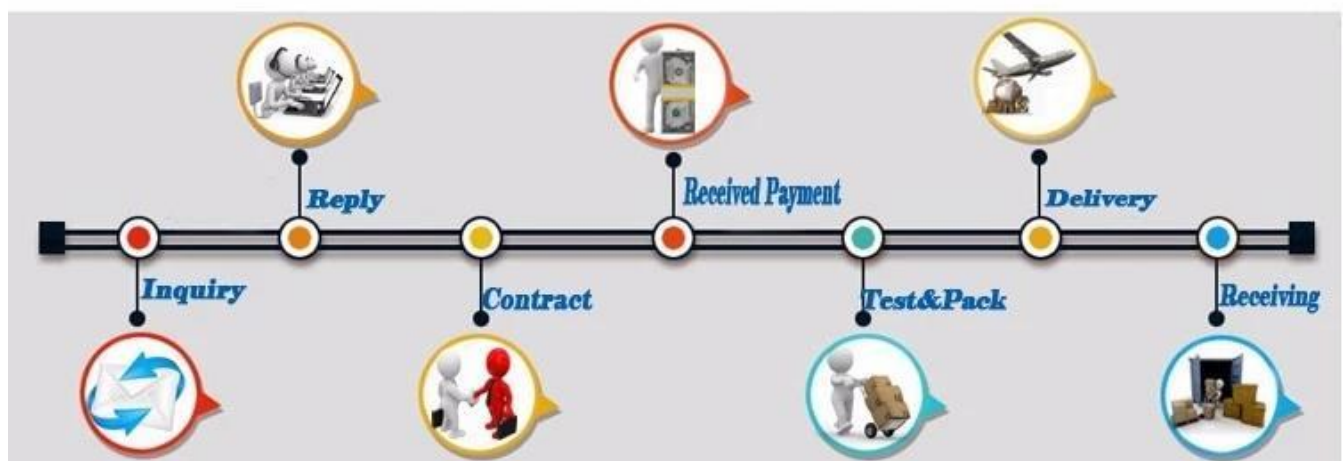 Inquiry
Reply
Contract
Received Payment
Test&Pack
Delivery
Receiving